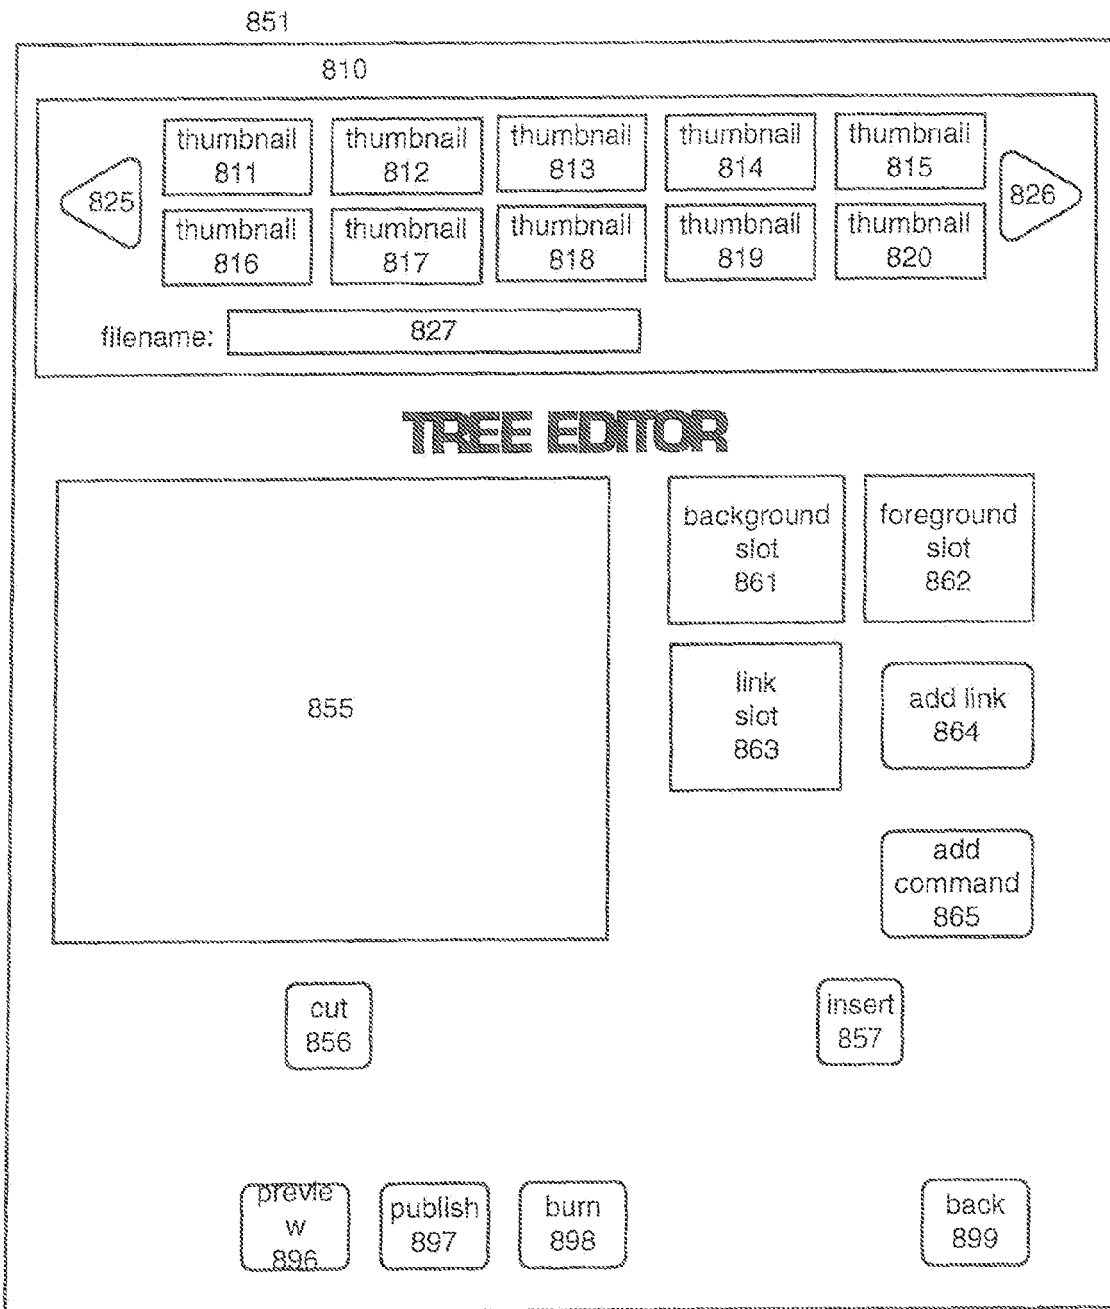 851
810
thumbnail
811
thumbnail
812
thumbnail
813
thumbnail
814
thumbnail
815
825
826
thumbnail
816
thumbnail
817
thumbnail
818
thumbnail
819
thumbnail
820
filename:
827
TREE EDITOR
855
background
slot
861
foreground
slot
862
link
slot
863
add link
864
add
command
865
cut
856
insert
857
previe
w
896
publish
897
burn
898
back
899